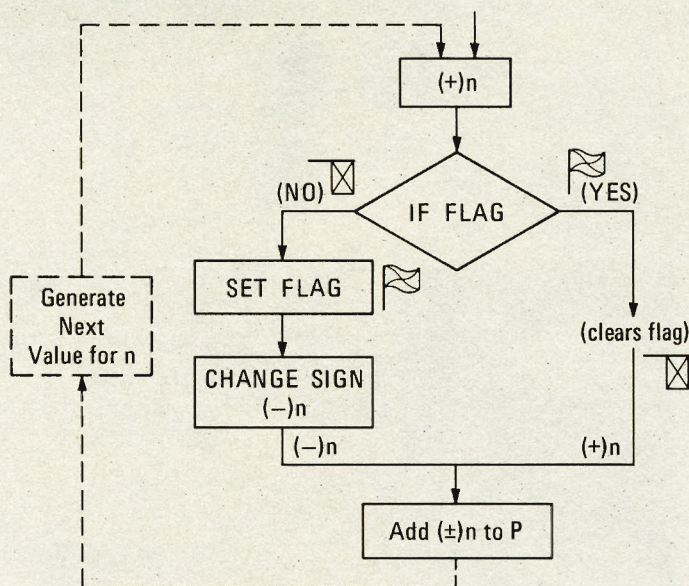 (+)n
(NO)
(YES)
IF FLAG
SET FLAG
Generate
Next
Value for n
(clears flag)
CHANGE SIGN
(−)n
(−)n
(+)n
Add (±)n to P